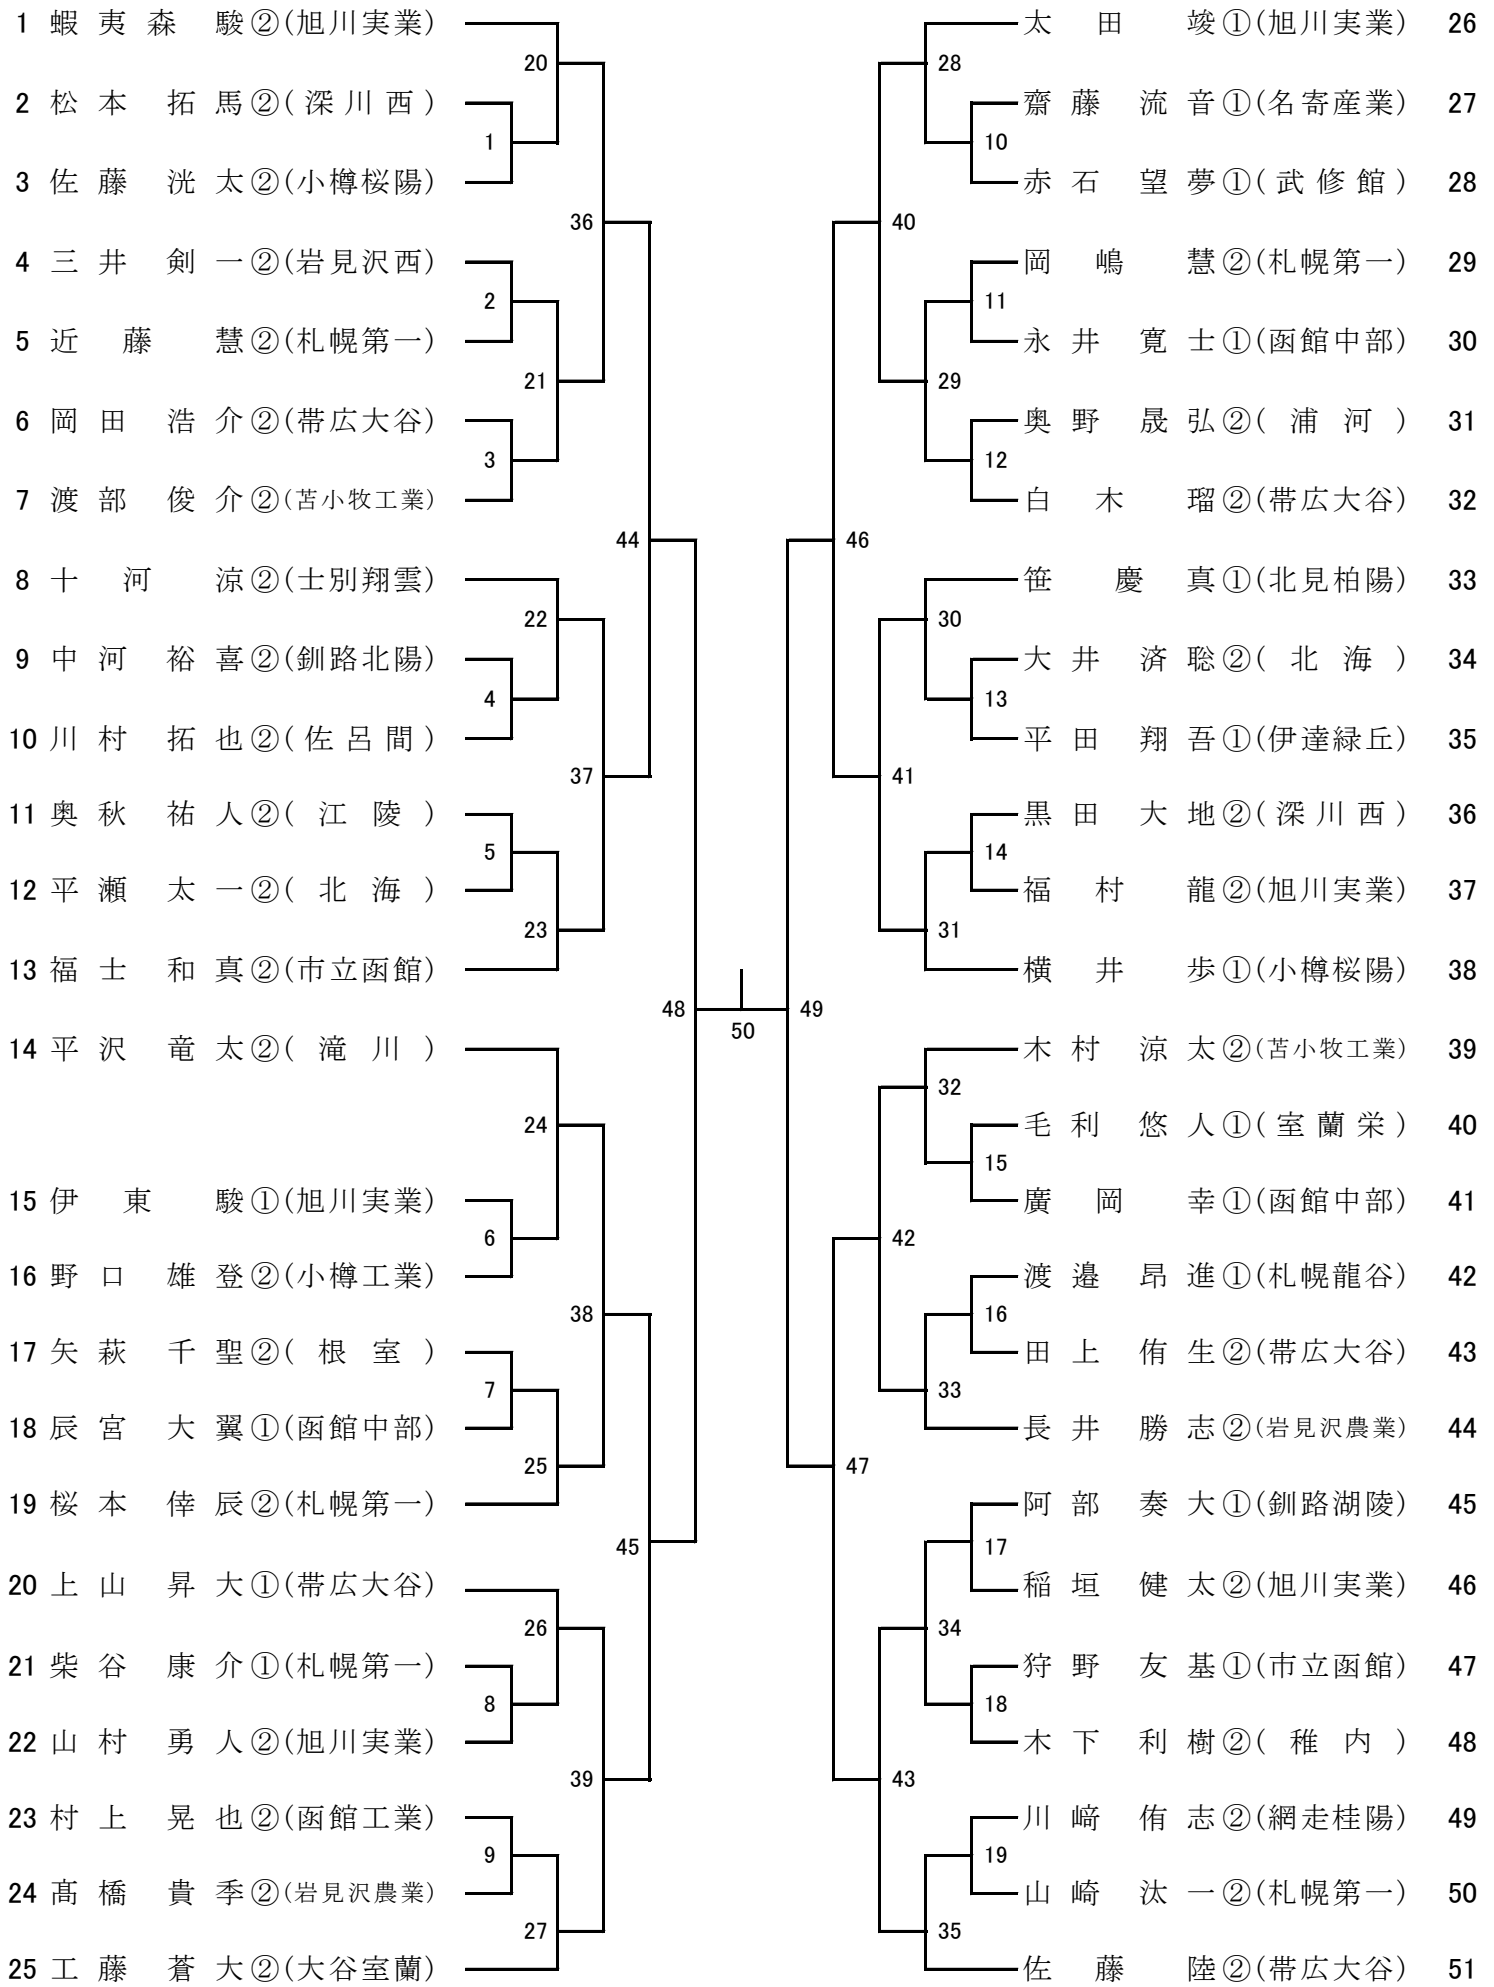 1 蝦夷森 駿②(旭川実業)
20
2 松本 拓馬②(深川西)
1
3 佐藤 洸太②(小樽桜陽)
36
4 三井 剣一②(岩見沢西)
2
5 近藤 慧②(札幌第一)
21
6 岡田 浩介②(帯広大谷)
3
7 渡部 俊介②(苫小牧工業)
44
8 十河 涼②(士別翔雲)
22
9 中河 裕喜②(釧路北陽)
4
10 川村 拓也②(佐呂間)
37
11 奥秋 祐人②(江陵)
5
12 平瀬 太一②(北海)
23
13 福士 和真②(市立函館)
48
14 平沢 竜太②(滝川)
24
15 伊東 駿①(旭川実業)
6
16 野口 雄登②(小樽工業)
38
17 矢萩 千聖②(根室)
7
18 辰宮 大翼①(函館中部)
25
19 桜本 倖辰②(札幌第一)
45
20 上山 昇大①(帯広大谷)
26
21 柴谷 康介①(札幌第一)
8
22 山村 勇人②(旭川実業)
39
23 村上 晃也②(函館工業)
9
24 髙橋 貴季②(岩見沢農業)
27
25 工藤 蒼大②(大谷室蘭)
50
太田 竣①(旭川実業) 26
28
齋藤 流音①(名寄産業) 27
10
赤石 望夢①(武修館) 28
40
岡嶋 慧②(札幌第一) 29
11
永井 寛士①(函館中部) 30
29
奥野 晟弘②(浦河) 31
12
白木 瑠②(帯広大谷) 32
46
笹 慶真①(北見柏陽) 33
30
大井 済聡②(北海) 34
13
平田 翔吾①(伊達緑丘) 35
41
黒田 大地②(深川西) 36
14
福村 龍②(旭川実業) 37
31
横井 歩①(小樽桜陽) 38
49
木村 涼太②(苫小牧工業) 39
32
毛利 悠人①(室蘭栄) 40
15
廣岡 幸①(函館中部) 41
42
渡邉 昂進①(札幌龍谷) 42
16
田上 侑生②(帯広大谷) 43
33
長井 勝志②(岩見沢農業) 44
47
阿部 奏大①(釧路湖陵) 45
17
稲垣 健太②(旭川実業) 46
34
狩野 友基①(市立函館) 47
18
木下 利樹②(稚内) 48
43
川﨑 侑志②(網走桂陽) 49
19
山崎 汰一②(札幌第一) 50
35
佐藤 陸②(帯広大谷) 51